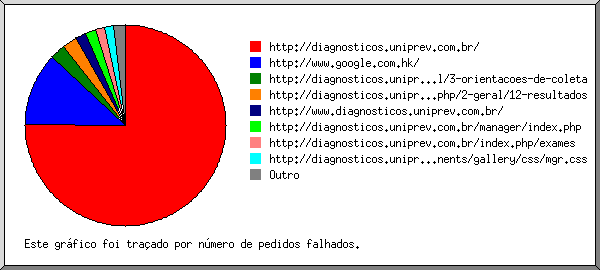 http://diagnosticos.uniprev.com.br/
http://www.google.com.hk/
http://diagnosticos.unipr...l/3-orientacoes-de-coleta
http://diagnosticos.unipr...php/2-geral/12-resultados
http://www.diagnosticos.uniprev.com.br/
http://diagnosticos.uniprev.com.br/manager/index.php
http://diagnosticos.uniprev.com.br/index.php/exames
http://diagnosticos.unipr...nents/gallery/css/mgr.css
Outro
Este gráfico foi traçado por número de pedidos falhados.